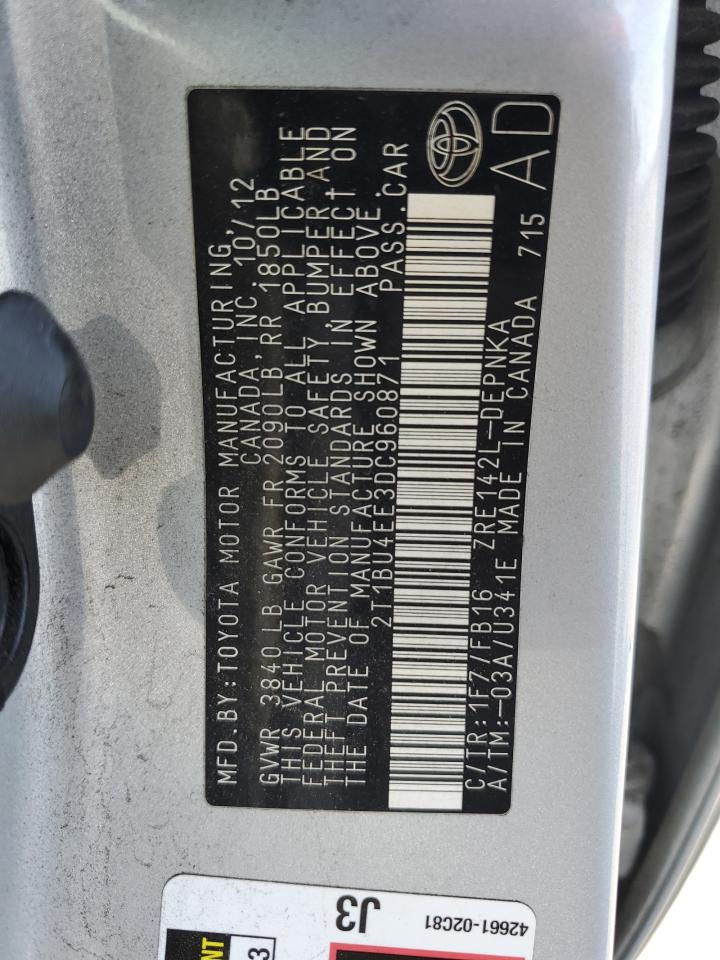 MFD. BY: TOYOTA MOTOR MANUFACTURING,
CANADA, INC. 10/12
GVWR 3840 LB GAWR FR 2090LB, RR 1850LB
THIS VEHICLE CONFORMS TO ALL APPLICABLE
FEDERAL MOTOR VEHICLE SAFETY, BUMPER, AND
THEFT PREVENTION STANDARDS IN EFFECT ON
THE DATE OF MANUFACTURE SHOWN ABOVE.
2T1BU4EE3DC960871 PASS. CAR
C/TR: 1F7/FB16 ZRE142L-DEPNKA
A/TM: -03A/U341E MADE IN CANADA 715
AD
J3
42661-02C81
NT
3